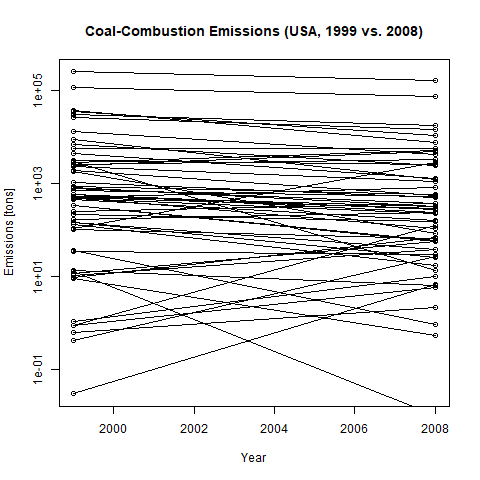 Coal-Combustion Emissions (USA, 1999 vs. 2008)
Emissions [tons]
1e+05
1e+03
1e+01
1e-01
2000 2002 2004 2006 2008
Year